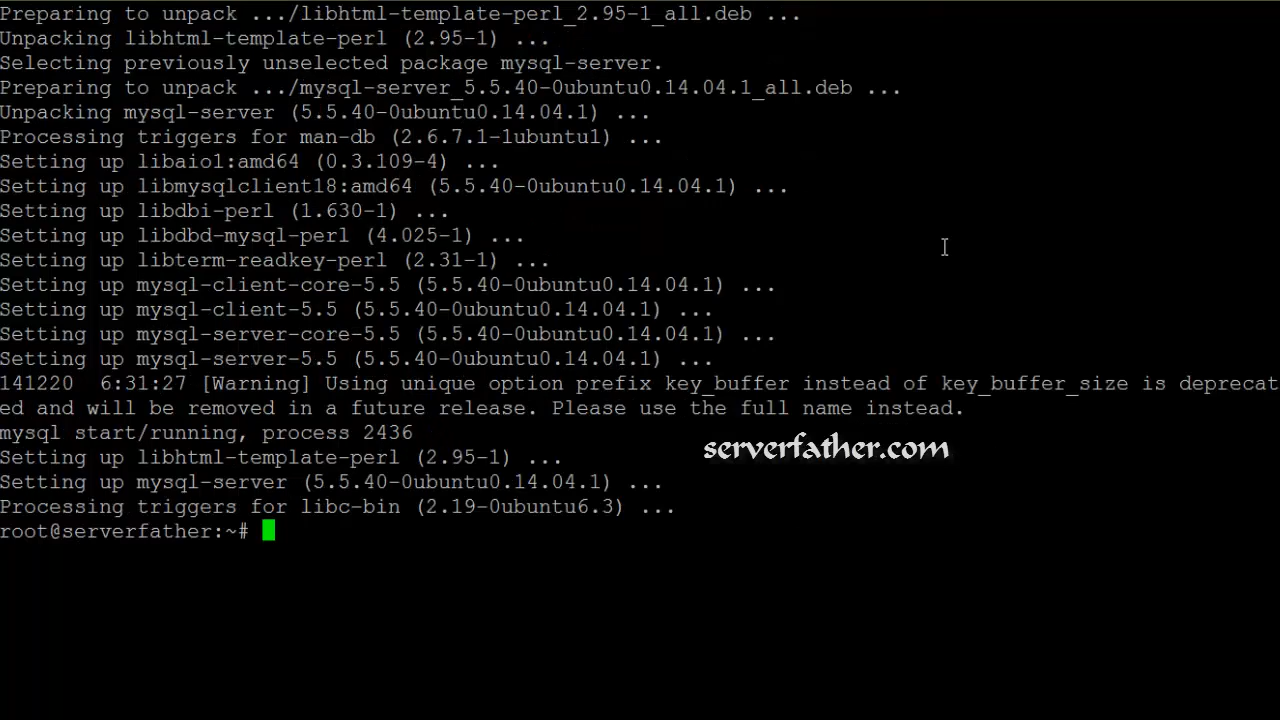 Preparing to unpack .../libhtml-template-perl_2.95-1_all.deb ...
Unpacking libhtml-template-perl (2.95-1) ...
Selecting previously unselected package mysql-server.
Preparing to unpack .../mysql-server_5.5.40-0ubuntu0.14.04.1_all.deb ...
Unpacking mysql-server (5.5.40-0ubuntu0.14.04.1) ...
Processing triggers for man-db (2.6.7.1-1ubuntu1) ...
Setting up libaio1:amd64 (0.3.109-4) ...
Setting up libmysqlclient18:amd64 (5.5.40-0ubuntu0.14.04.1) ...
Setting up libdbi-perl (1.630-1) ...
Setting up libdbd-mysql-perl (4.025-1) ...
Setting up libterm-readkey-perl (2.31-1) ...
Setting up mysql-client-core-5.5 (5.5.40-0ubuntu0.14.04.1) ...
Setting up mysql-client-5.5 (5.5.40-0ubuntu0.14.04.1) ...
Setting up mysql-server-core-5.5 (5.5.40-0ubuntu0.14.04.1) ...
Setting up mysql-server-5.5 (5.5.40-0ubuntu0.14.04.1) ...
141220  6:31:27 [Warning] Using unique option prefix key_buffer instead of key_buffer_size is deprecat
ed and will be removed in a future release. Please use the full name instead.
mysql start/running, process 2436
serverfather.com
Setting up libhtml-template-perl (2.95-1) ...
Setting up mysql-server (5.5.40-0ubuntu0.14.04.1) ...
Processing triggers for libc-bin (2.19-0ubuntu6.3) ...
root@serverfather:~#